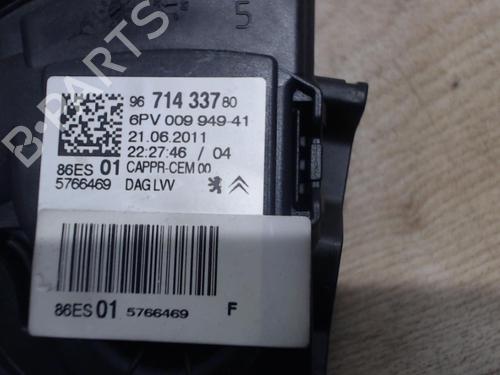 5
96 714 337 80
6PV 009 949-41
21.06.2011
22:27:46 / 04
86ES 01 CAPPR-CEM 00
5766469 DAG LVV
86ES 01 5766469 F
B-PARTS